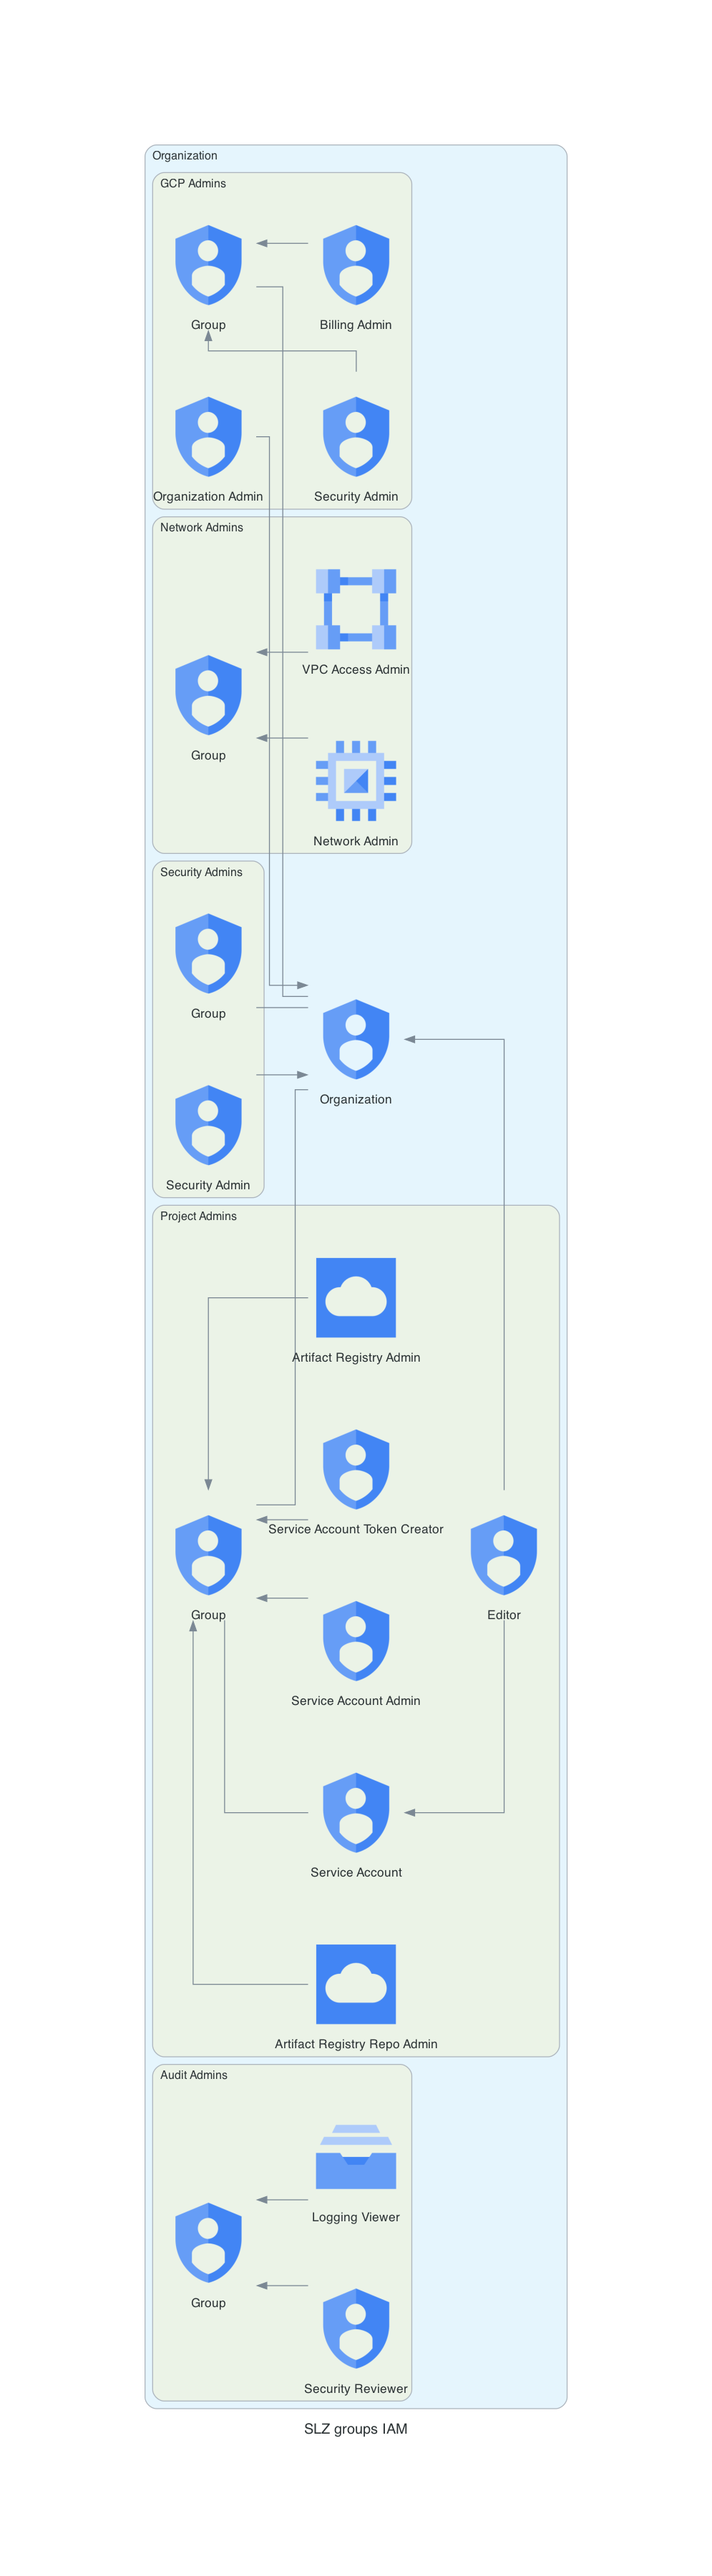 Organization
GCP Admins
Group
Billing Admin
Organization Admin
Security Admin
Network Admins
VPC Access Admin
Group
Network Admin
Security Admins
Group
Organization
Security Admin
Project Admins
Artifact Registry Admin
Service Account Token Creator
Group
Editor
Service Account Admin
Service Account
Artifact Registry Repo Admin
Audit Admins
Logging Viewer
Group
Security Reviewer
SLZ groups IAM